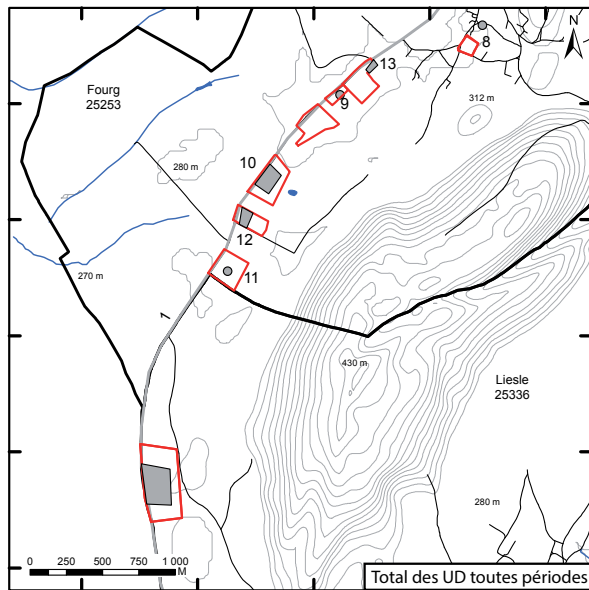 N
8
13
Fourg
25253
9
312 m
280 m
10
12
270 m
11
1
430 m
Liesle
25336
280 m
0 250 500 750 1 000
M
Total des UD toutes périodes